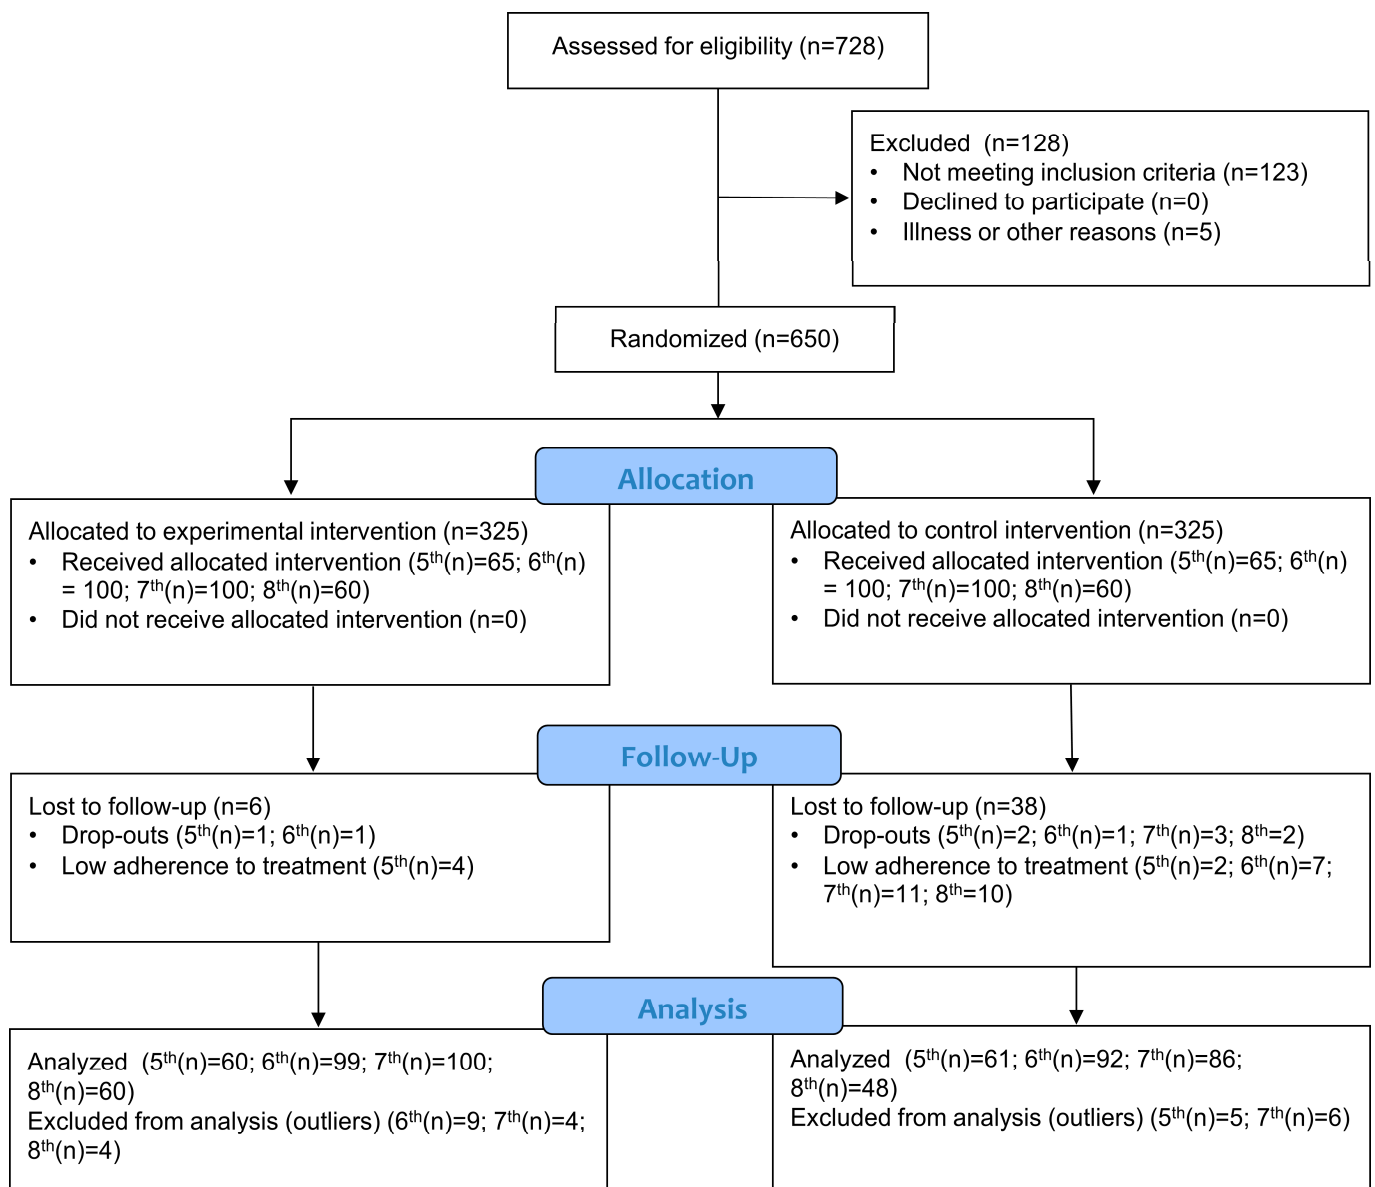 Assessed for eligibility (n=728)
Excluded (n=128)
• Not meeting inclusion criteria (n=123)
• Declined to participate (n=0)
• Illness or other reasons (n=5)
Randomized (n=650)
Allocation
Allocated to experimental intervention (n=325)
• Received allocated intervention (5th(n)=65; 6th(n)
= 100; 7th(n)=100; 8th(n)=60)
• Did not receive allocated intervention (n=0)
Allocated to control intervention (n=325)
• Received allocated intervention (5th(n)=65; 6th(n)
= 100; 7th(n)=100; 8th(n)=60)
• Did not receive allocated intervention (n=0)
Follow-Up
Lost to follow-up (n=6)
• Drop-outs (5th(n)=1; 6th(n)=1)
• Low adherence to treatment (5th(n)=4)
Lost to follow-up (n=38)
• Drop-outs (5th(n)=2; 6th(n)=1; 7th(n)=3; 8th=2)
• Low adherence to treatment (5th(n)=2; 6th(n)=7;
7th(n)=11; 8th=10)
Analysis
Analyzed (5th(n)=60; 6th(n)=99; 7th(n)=100;
8th(n)=60)
Excluded from analysis (outliers) (6th(n)=9; 7th(n)=4;
8th(n)=4)
Analyzed (5th(n)=61; 6th(n)=92; 7th(n)=86;
8th(n)=48)
Excluded from analysis (outliers) (5th(n)=5; 7th(n)=6)